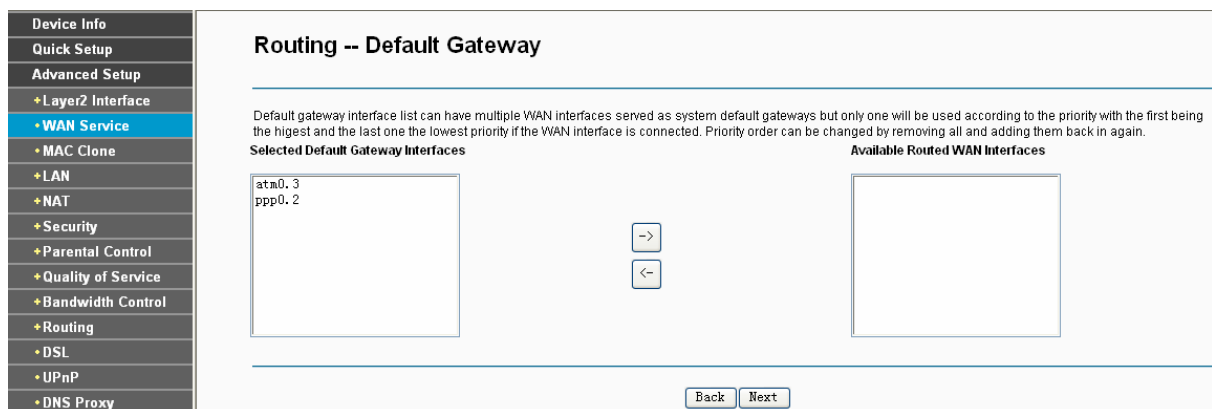 Device Info
Quick Setup
Advanced Setup
+Layer2 Interface
•WAN Service
•MAC Clone
+LAN
+NAT
+Security
+Parental Control
+Quality of Service
+Bandwidth Control
+Routing
•DSL
•UPnP
•DNS Proxy
Routing -- Default Gateway
Default gateway interface list can have multiple WAN interfaces served as system default gateways but only one will be used according to the priority with the first being
the higest and the last one the lowest priority if the WAN interface is connected. Priority order can be changed by removing all and adding them back in again.
Selected Default Gateway Interfaces
atm0.3
ppp0.2
->
<-
Available Routed WAN Interfaces
Back Next